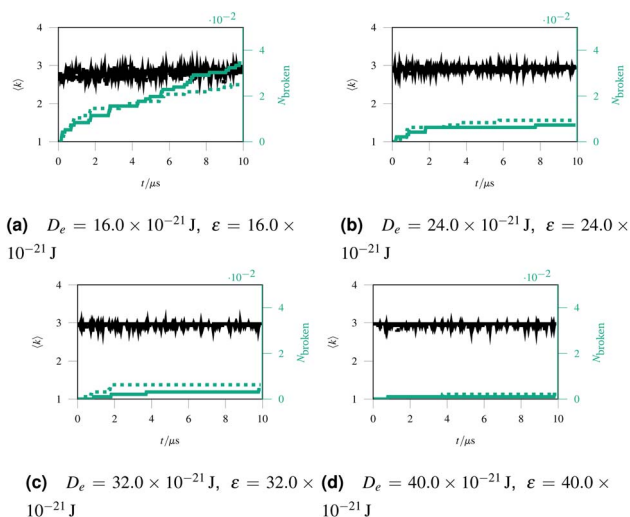 ·10⁻² ·10⁻²
4 4
4 4
3 3
⟨k⟩ N_broken ⟨k⟩ N_broken
2 2
2 2
1 0 1 0
0 2 4 6 8 10 0 2 4 6 8 10
t/μs t/μs
(a) D_e = 16.0 × 10⁻²¹ J, ε = 16.0 × (b) D_e = 24.0 × 10⁻²¹ J, ε = 24.0 ×
10⁻²¹ J 10⁻²¹ J
·10⁻² ·10⁻²
4 4
4 4
3 3
⟨k⟩ N_broken ⟨k⟩ N_broken
2 2
2 2
1 0 1 0
0 2 4 6 8 10 0 2 4 6 8 10
t/μs t/μs
(c) D_e = 32.0 × 10⁻²¹ J, ε = 32.0 × (d) D_e = 40.0 × 10⁻²¹ J, ε = 40.0 ×
10⁻²¹ J 10⁻²¹ J